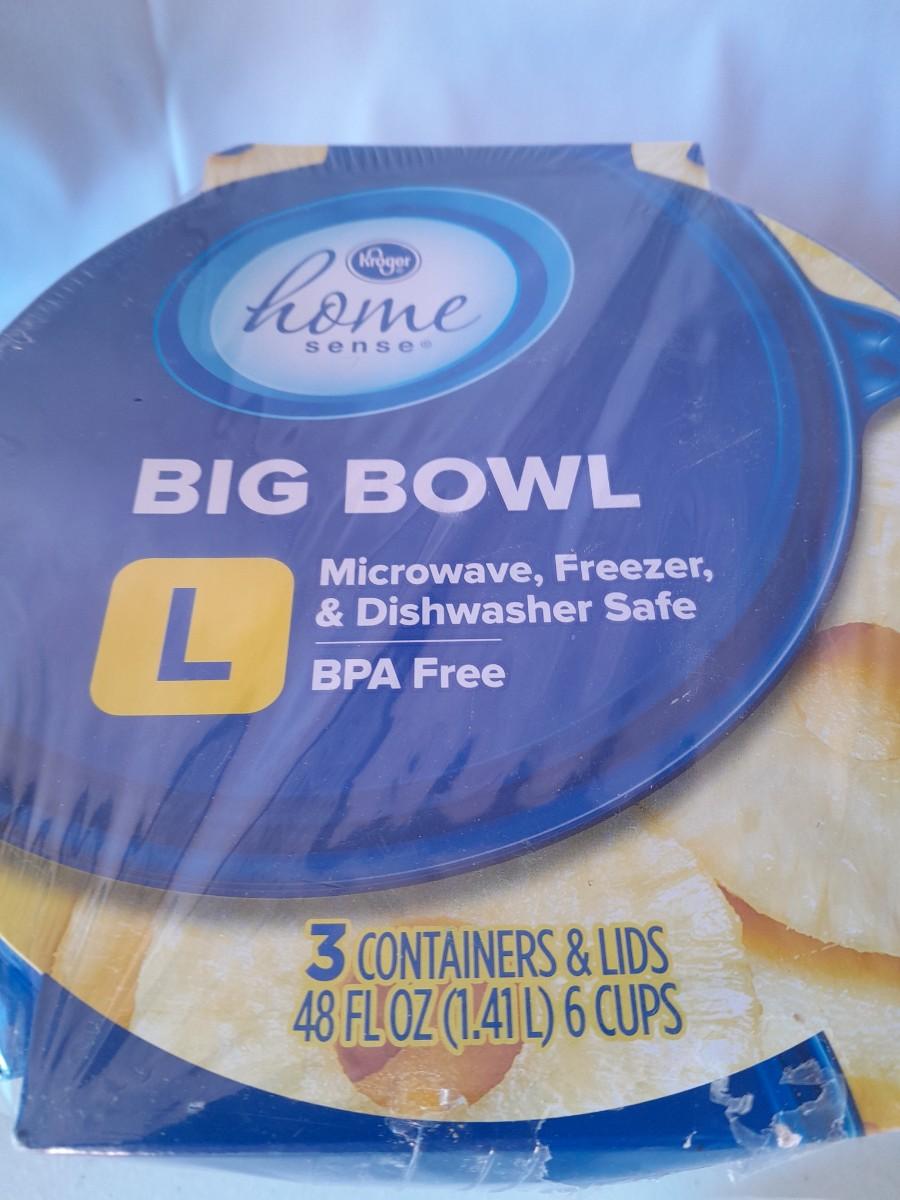 Kroger®
home
sense®
BIG BOWL
L
Microwave, Freezer,
& Dishwasher Safe
BPA Free
3 CONTAINERS & LIDS
48 FL OZ (1.41 L) 6 CUPS